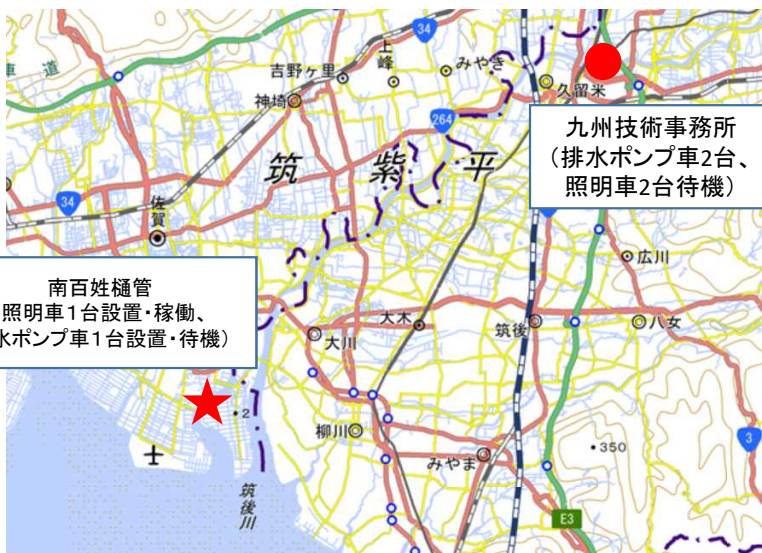 車道
34
上峰
みやき
吉野ヶ里
久留米
神埼
264
九州技術事務所
（排水ポンプ車2台、
照明車2台待機）
筑紫平
34
佐賀
広川
南百姓樋管
照明車１台設置・稼働、
水ポンプ車１台設置・待機）
大川
大木
筑後
八女
2
柳川
みやま
350
3
筑後川
E3